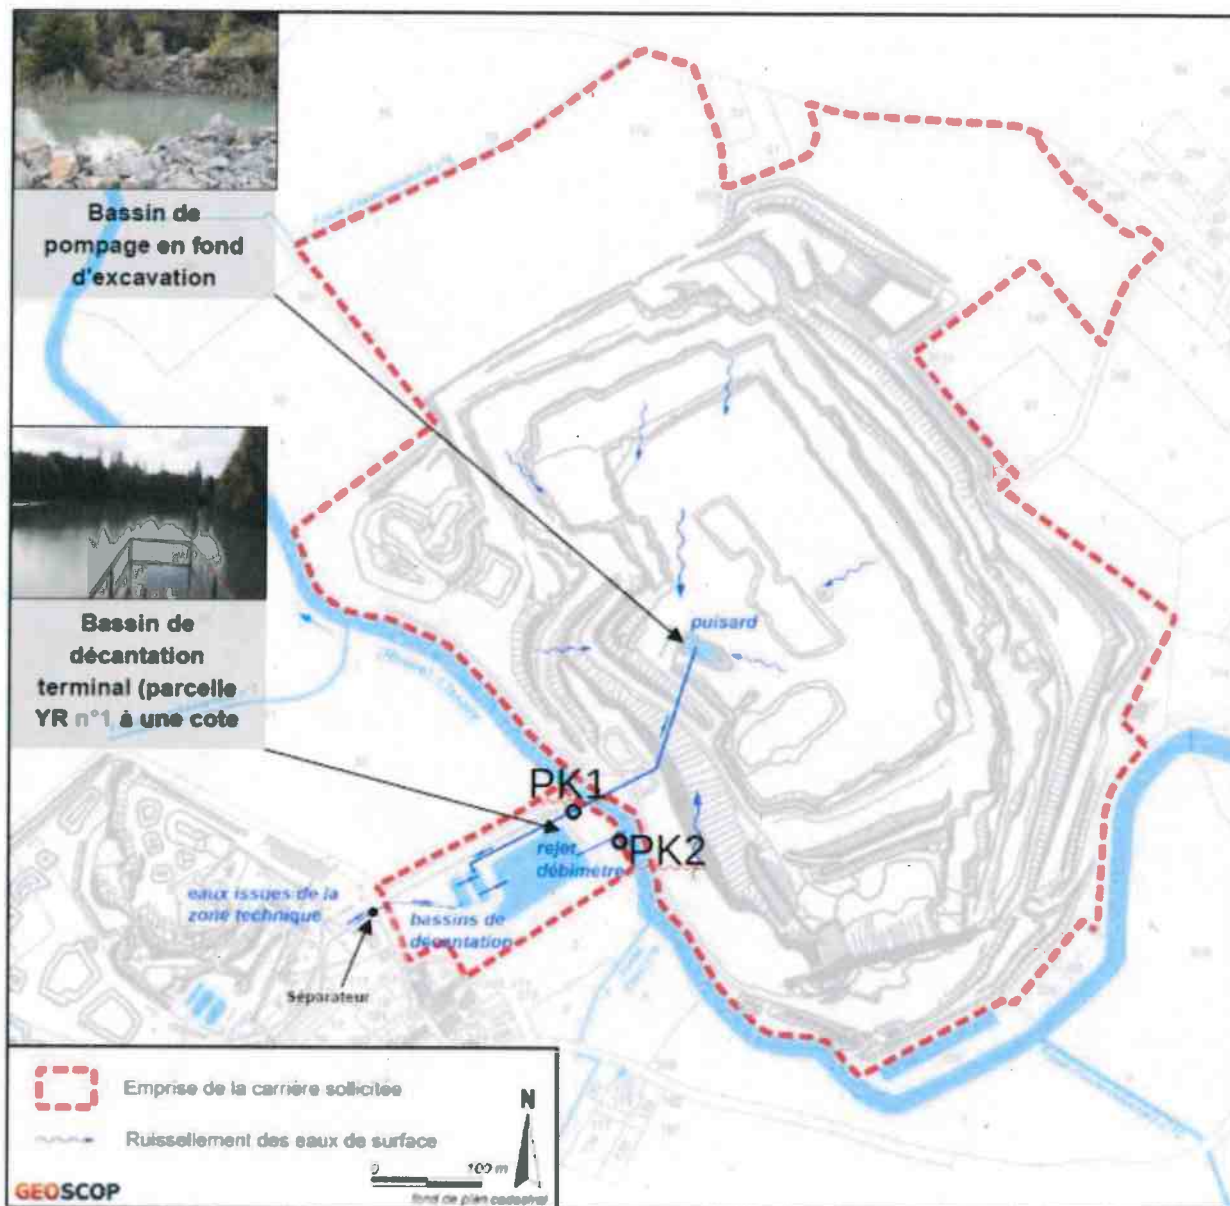 Bassin de
pompage en fond
d'excavation
Bassin de
décantation
terminal (parcelle
YR n°1 à une cote
puisard
PK1
PK2
rejet,
débimètre
eaux issues de la
zone technique
bassins de
décantation
Séparateur
Emprise de la carrière sollicitée
Ruissellement des eaux de surface
N
0 100 m
fond de plan cadastral
GEOSCOP